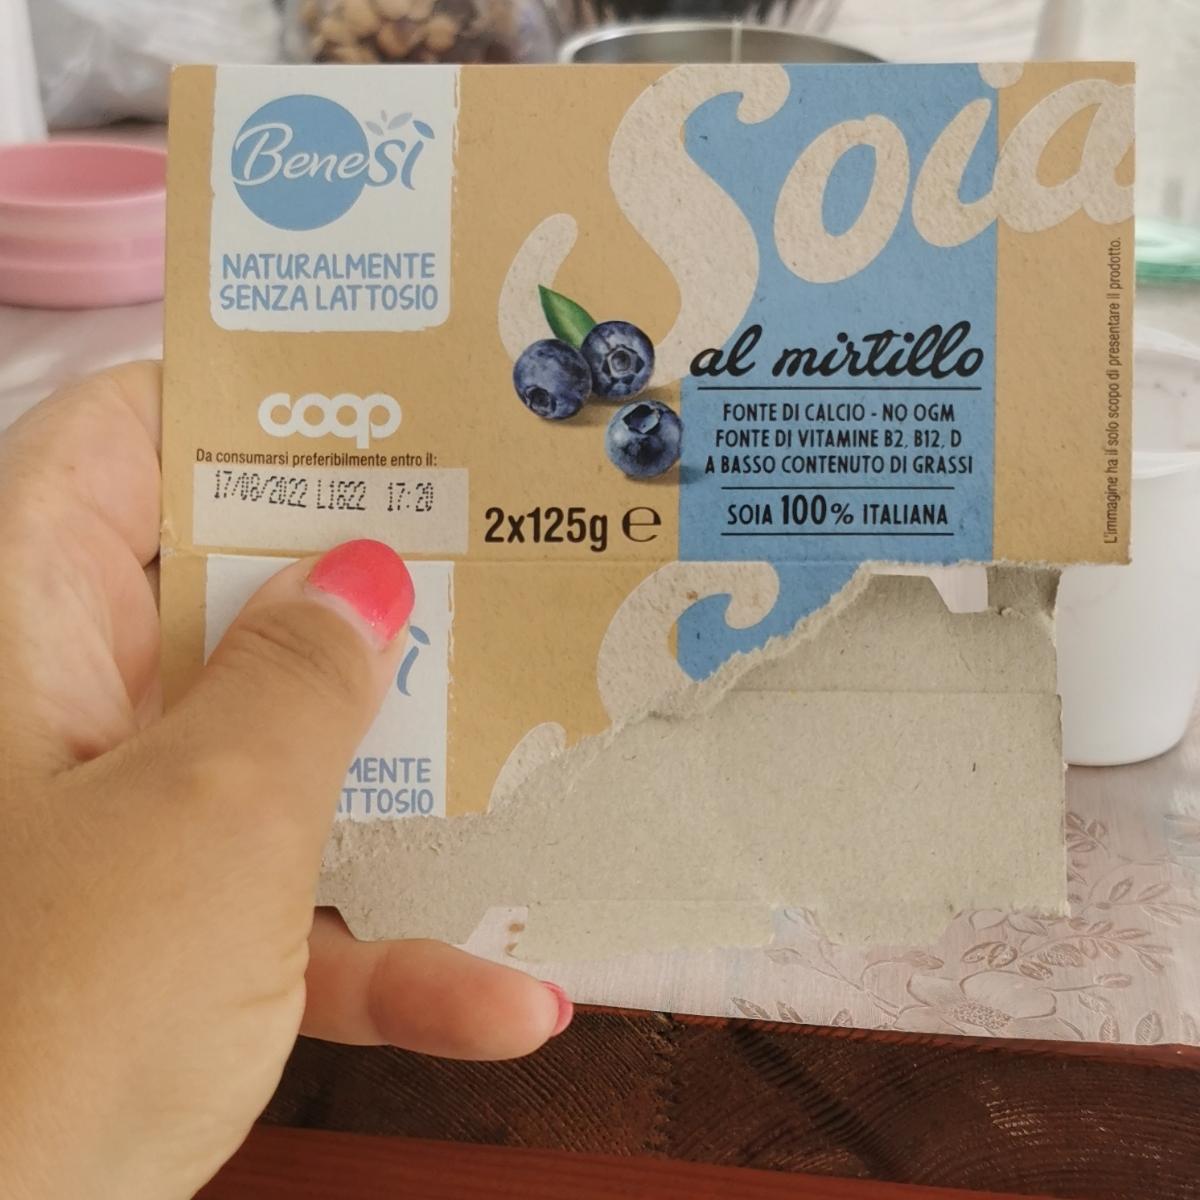 BeneSì
NATURALMENTE
SENZA LATTOSIO
coop
Da consumarsi preferibilmente entro il:
17/08/2022 L1822 17:20
2x125g e
Soia
al mirtillo
FONTE DI CALCIO - NO OGM
FONTE DI VITAMINE B2, B12, D
A BASSO CONTENUTO DI GRASSI
SOIA 100% ITALIANA
L'immagine ha il solo scopo di presentare il prodotto.
ì
MENTE
ATTOSIO
S